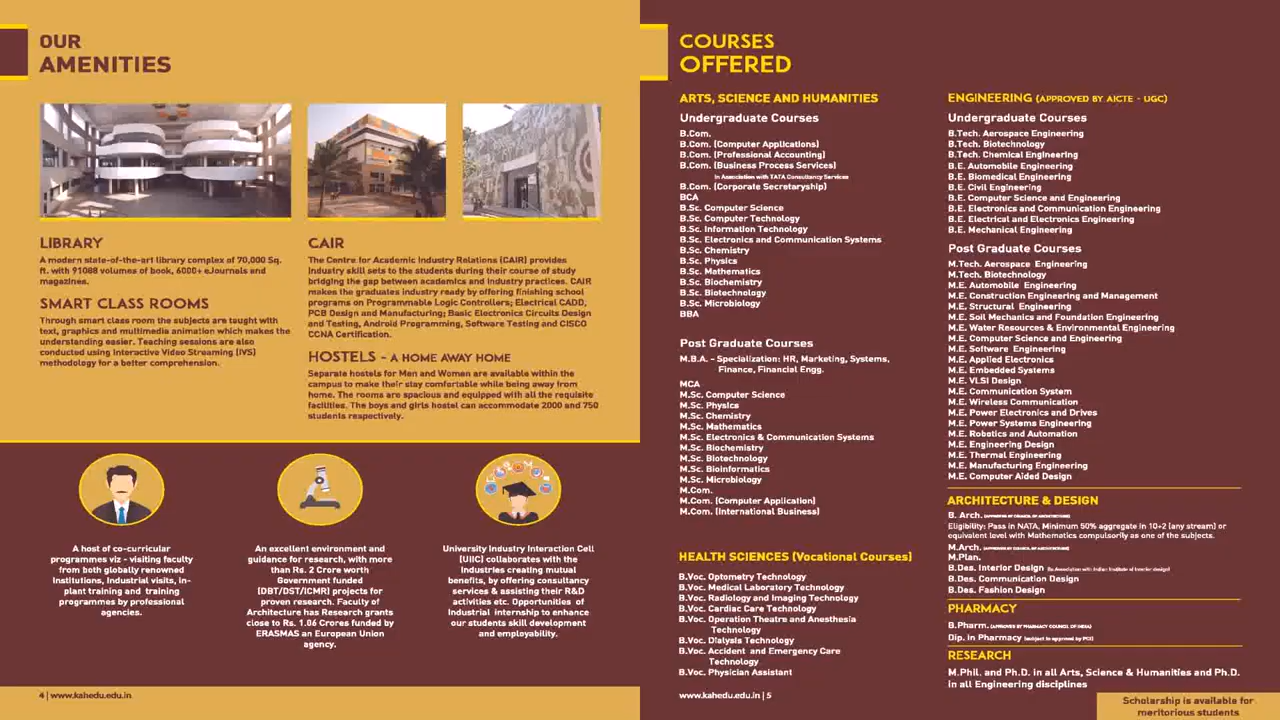 OUR
AMENITIES
LIBRARY
A modern state-of-the-art library complex of 70,000 Sq.
ft. with 91088 volumes of book, 6000+ eJournals and
magazines.
SMART CLASS ROOMS
Through smart class room the subjects are taught with
text, graphics and multimedia animation which makes the
understanding easier. Teaching sessions are also
conducted using Interactive Video Streaming (IVS)
methodology for a better comprehension.
CAIR
The Centre for Academic Industry Relations (CAIR) provides
Industry skill sets to the students during their course of study
bridging the gap between academics and industry practices. CAIR
makes the graduates industry ready by offering finishing school
programs on Programmable Logic Controllers; Electrical CADD,
PCB Design and Manufacturing; Basic Electronics Circuits Design
and Testing, Android Programming, Software Testing and CISCO
CCNA Certification.
HOSTELS - A HOME AWAY HOME
Separate hostels for Men and Women are available within the
campus to make their stay comfortable while being away from
home. The rooms are spacious and equipped with all the requisite
facilities. The boys and girls hostel can accommodate 2000 and 750
students respectively.
A host of co-curricular
programmes viz - visiting faculty
from both globally renowned
Institutions, Industrial visits, in-
plant training and training
programmes by professional
agencies.
An excellent environment and
guidance for research, with more
than Rs. 2 Crore worth
Government funded
(DBT/DST/ICMR) projects for
proven research. Faculty of
Architecture has Research grants
close to Rs. 1.06 Crores funded by
ERASMAS an European Union
agency.
University Industry Interaction Cell
(UIIC) collaborates with the
Industries creating mutual
benefits, by offering consultancy
services & assisting their R&D
activities etc. Opportunities of
Industrial internship to enhance
our students skill development
and employability.
4 | www.kahedu.edu.in
COURSES
OFFERED
ARTS, SCIENCE AND HUMANITIES
Undergraduate Courses
B.Com.
B.Com. (Computer Applications)
B.Com. (Professional Accounting)
B.Com. (Business Process Services)
In Association with TATA Consultancy Services
B.Com. (Corporate Secretaryship)
BCA
B.Sc. Computer Science
B.Sc. Computer Technology
B.Sc. Information Technology
B.Sc. Electronics and Communication Systems
B.Sc. Chemistry
B.Sc. Physics
B.Sc. Mathematics
B.Sc. Biochemistry
B.Sc. Biotechnology
B.Sc. Microbiology
BBA
Post Graduate Courses
M.B.A. - Specialization: HR, Marketing, Systems,
Finance, Financial Engg.
MCA
M.Sc. Computer Science
M.Sc. Physics
M.Sc. Chemistry
M.Sc. Mathematics
M.Sc. Electronics & Communication Systems
M.Sc. Biochemistry
M.Sc. Biotechnology
M.Sc. Bioinformatics
M.Sc. Microbiology
M.Com.
M.Com. (Computer Application)
M.Com. (International Business)
HEALTH SCIENCES (Vocational Courses)
B.Voc. Optometry Technology
B.Voc. Medical Laboratory Technology
B.Voc. Radiology and Imaging Technology
B.Voc. Cardiac Care Technology
B.Voc. Operation Theatre and Anesthesia
Technology
B.Voc. Dialysis Technology
B.Voc. Accident and Emergency Care
Technology
B.Voc. Physician Assistant
www.kahedu.edu.in | 5
ENGINEERING (APPROVED BY AICTE - UGC)
Undergraduate Courses
B.Tech. Aerospace Engineering
B.Tech. Biotechnology
B.Tech. Chemical Engineering
B.E. Automobile Engineering
B.E. Biomedical Engineering
B.E. Civil Engineering
B.E. Computer Science and Engineering
B.E. Electronics and Communication Engineering
B.E. Electrical and Electronics Engineering
B.E. Mechanical Engineering
Post Graduate Courses
M.Tech. Aerospace Engineering
M.Tech. Biotechnology
M.E. Automobile Engineering
M.E. Construction Engineering and Management
M.E. Structural Engineering
M.E. Soil Mechanics and Foundation Engineering
M.E. Water Resources & Environmental Engineering
M.E. Computer Science and Engineering
M.E. Software Engineering
M.E. Applied Electronics
M.E. Embedded Systems
M.E. VLSI Design
M.E. Communication System
M.E. Wireless Communication
M.E. Power Electronics and Drives
M.E. Power Systems Engineering
M.E. Robotics and Automation
M.E. Engineering Design
M.E. Thermal Engineering
M.E. Manufacturing Engineering
M.E. Computer Aided Design
ARCHITECTURE & DESIGN
B. Arch. (APPROVED BY COUNCIL OF ARCHITECTURE)
Eligibility: Pass in NATA, Minimum 50% aggregate in 10+2 (any stream) or
equivalent level with Mathematics compulsorily as one of the subjects.
M.Arch. (APPROVED BY COUNCIL OF ARCHITECTURE)
M.Plan.
B.Des. Interior Design (In Association with Indian Institute of Interior design)
B.Des. Communication Design
B.Des. Fashion Design
PHARMACY
B.Pharm. (APPROVED BY PHARMACY COUNCIL OF INDIA)
Dip. in Pharmacy (subject to approval by PCI)
RESEARCH
M.Phil. and Ph.D. in all Arts, Science & Humanities and Ph.D.
in all Engineering disciplines
Scholarship is available for
meritorious students